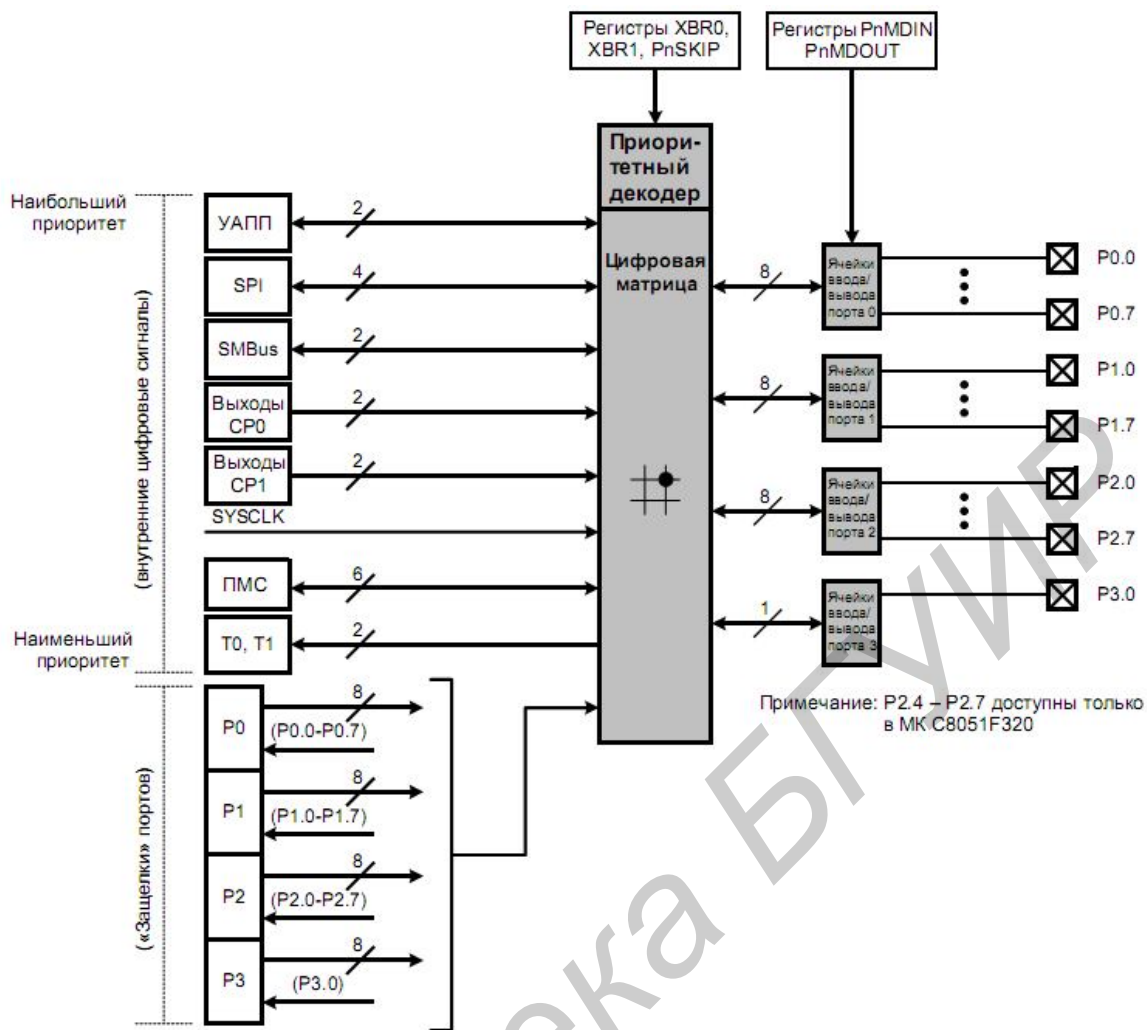 Регистры XBR0,
XBR1, PnSKIP
Регистры PnMDIN
PnMDOUT
Приори-
тетный
декодер
Цифровая
матрица
Наибольший
приоритет
(внутренние цифровые сигналы)
Наименьший
приоритет
УАПП
2
SPI
4
SMBus
2
Выходы
CP0
2
Выходы
CP1
2
SYSCLK
ПМС
6
T0, T1
2
(«Защелки» портов)
P0
8
(P0.0-P0.7)
P1
8
(P1.0-P1.7)
P2
8
(P2.0-P2.7)
P3
8
(P3.0)
8
Ячейки
ввода/
вывода
порта 0
P0.0
P0.7
8
Ячейки
ввода/
вывода
порта 1
P1.0
P1.7
8
Ячейки
ввода/
вывода
порта 2
P2.0
P2.7
1
Ячейки
ввода/
вывода
порта 3
P3.0
Примечание: P2.4 – P2.7 доступны только
в МК C8051F320
ека БГУИР